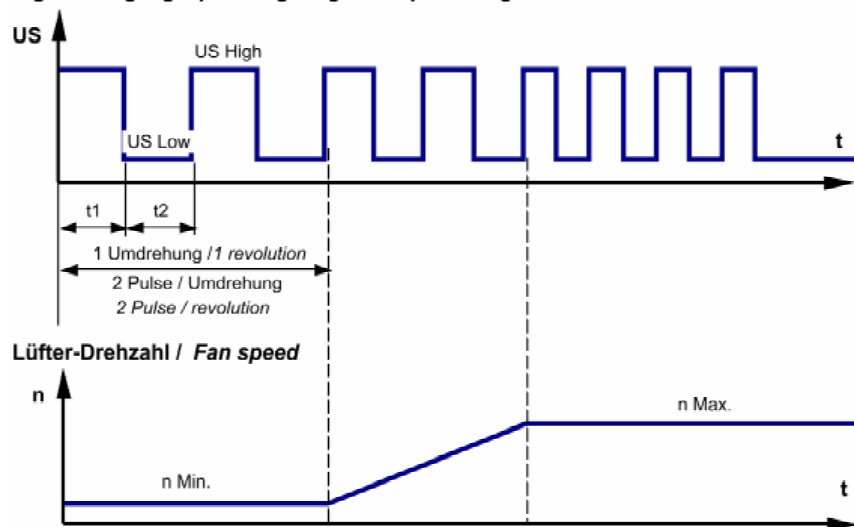 US
US High
US Low
t
t1 t2
1 Umdrehung /1 revolution
2 Pulse / Umdrehung
2 Pulse / revolution
Lüfter-Drehzahl / Fan speed
n
n Max.
n Min.
t